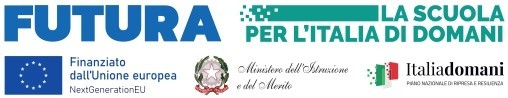 FUTURA
LA SCUOLA
PER L'ITALIA DI DOMANI
Finanziato
dall'Unione europea
NextGenerationEU
Ministero dell'Istruzione
e del Merito
Italiadomani
PIANO NAZIONALE DI RIPRESA E RESILIENZA